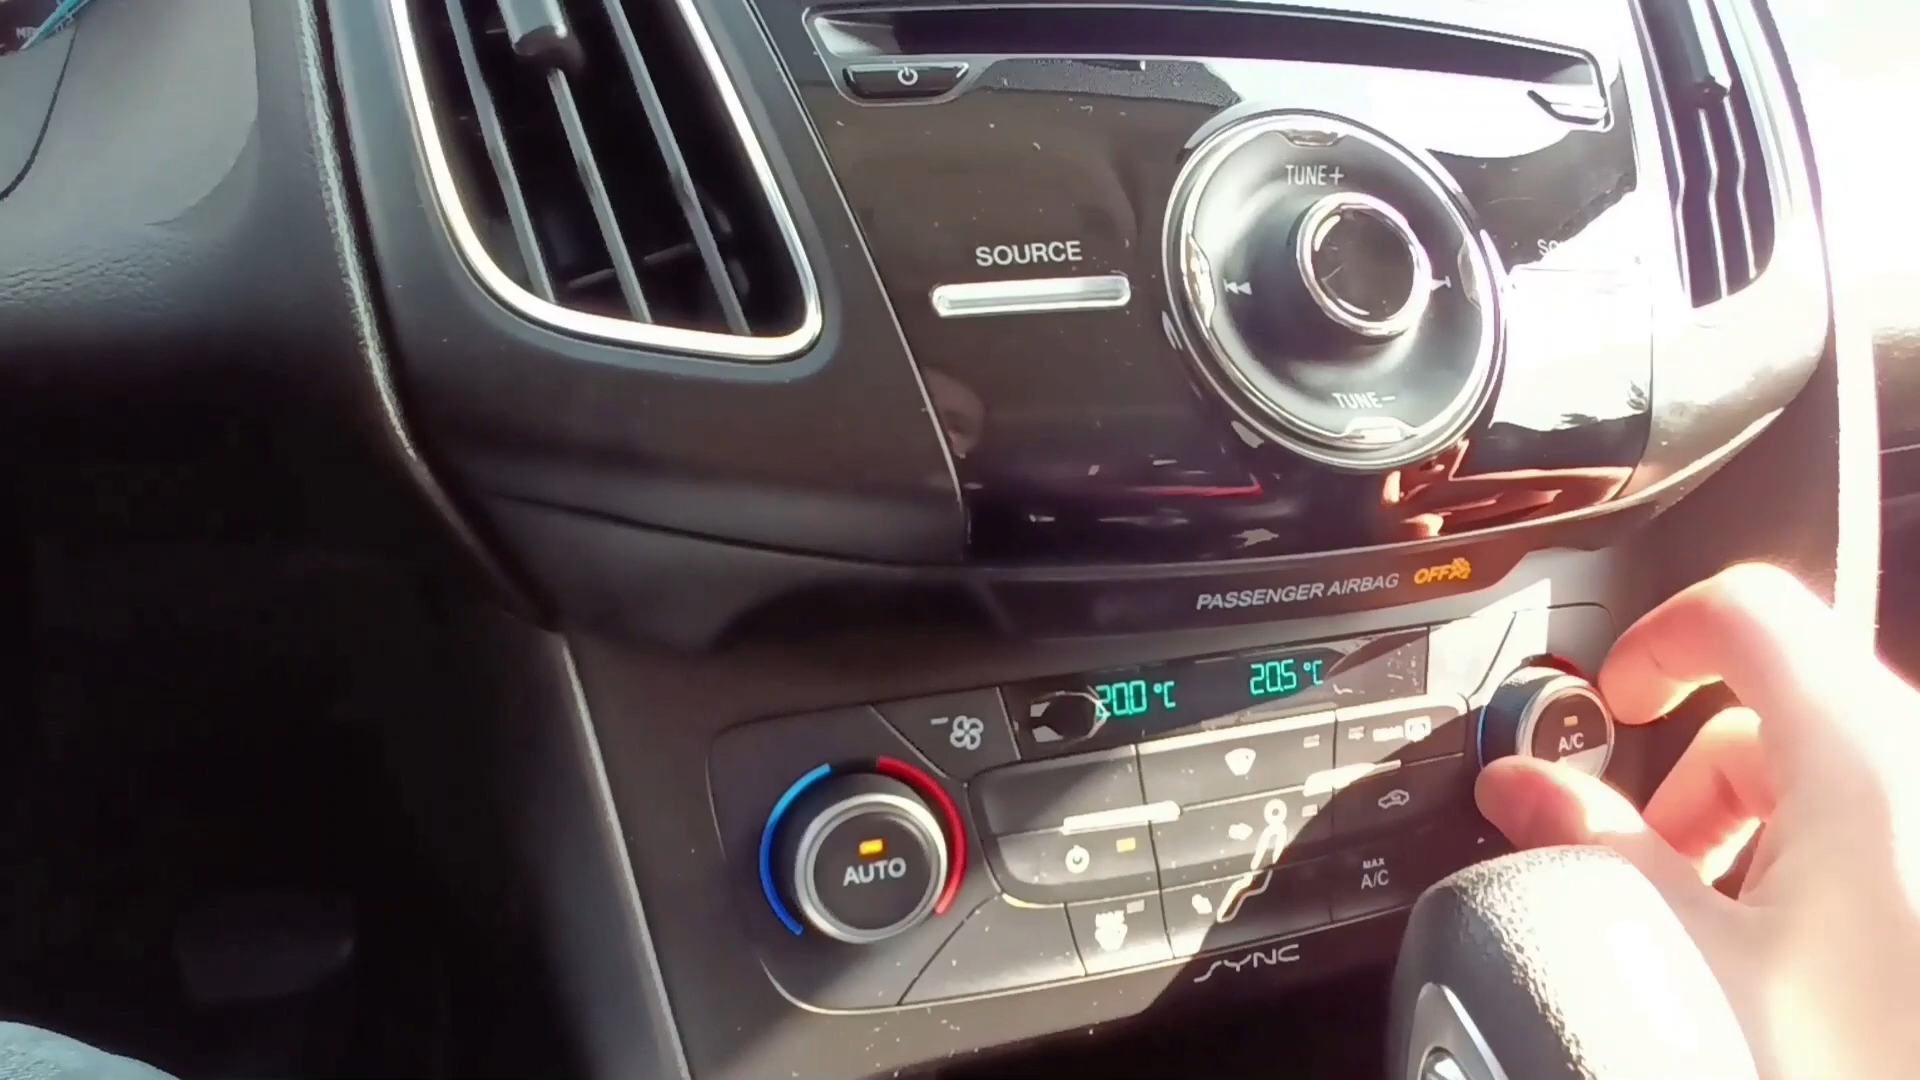 TUNE+
SOURCE
TUNE-
PASSENGER AIRBAG OFF
20.0 °C
20.5 °C
A/C
AUTO
MAX
A/C
SYNC